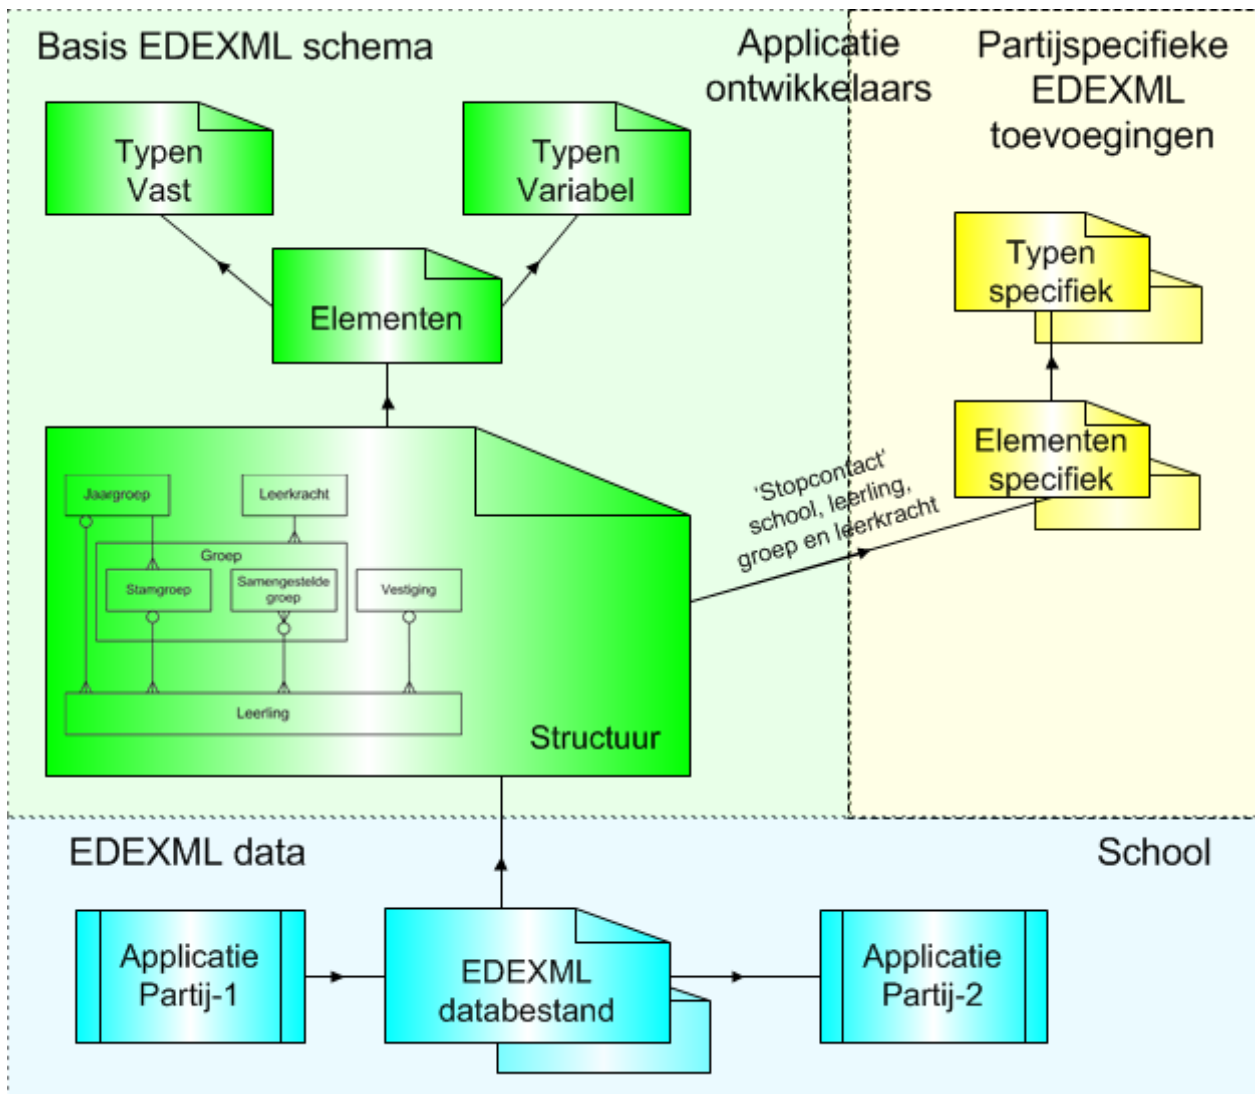 Basis EDEXML schema
Applicatie
ontwikkelaars
Partijspecifieke
EDEXML
toevoegingen
Typen
Vast
Typen
Variabel
Elementen
Typen
specifiek
Elementen
specifiek
'Stopcontact'
school, leerling,
groep en leerkracht
Jaargroep
Leerkracht
Groep
Stamgroep
Samengestelde
groep
Vestiging
Leerling
Structuur
EDEXML data
School
Applicatie
Partij-1
EDEXML
databestand
Applicatie
Partij-2